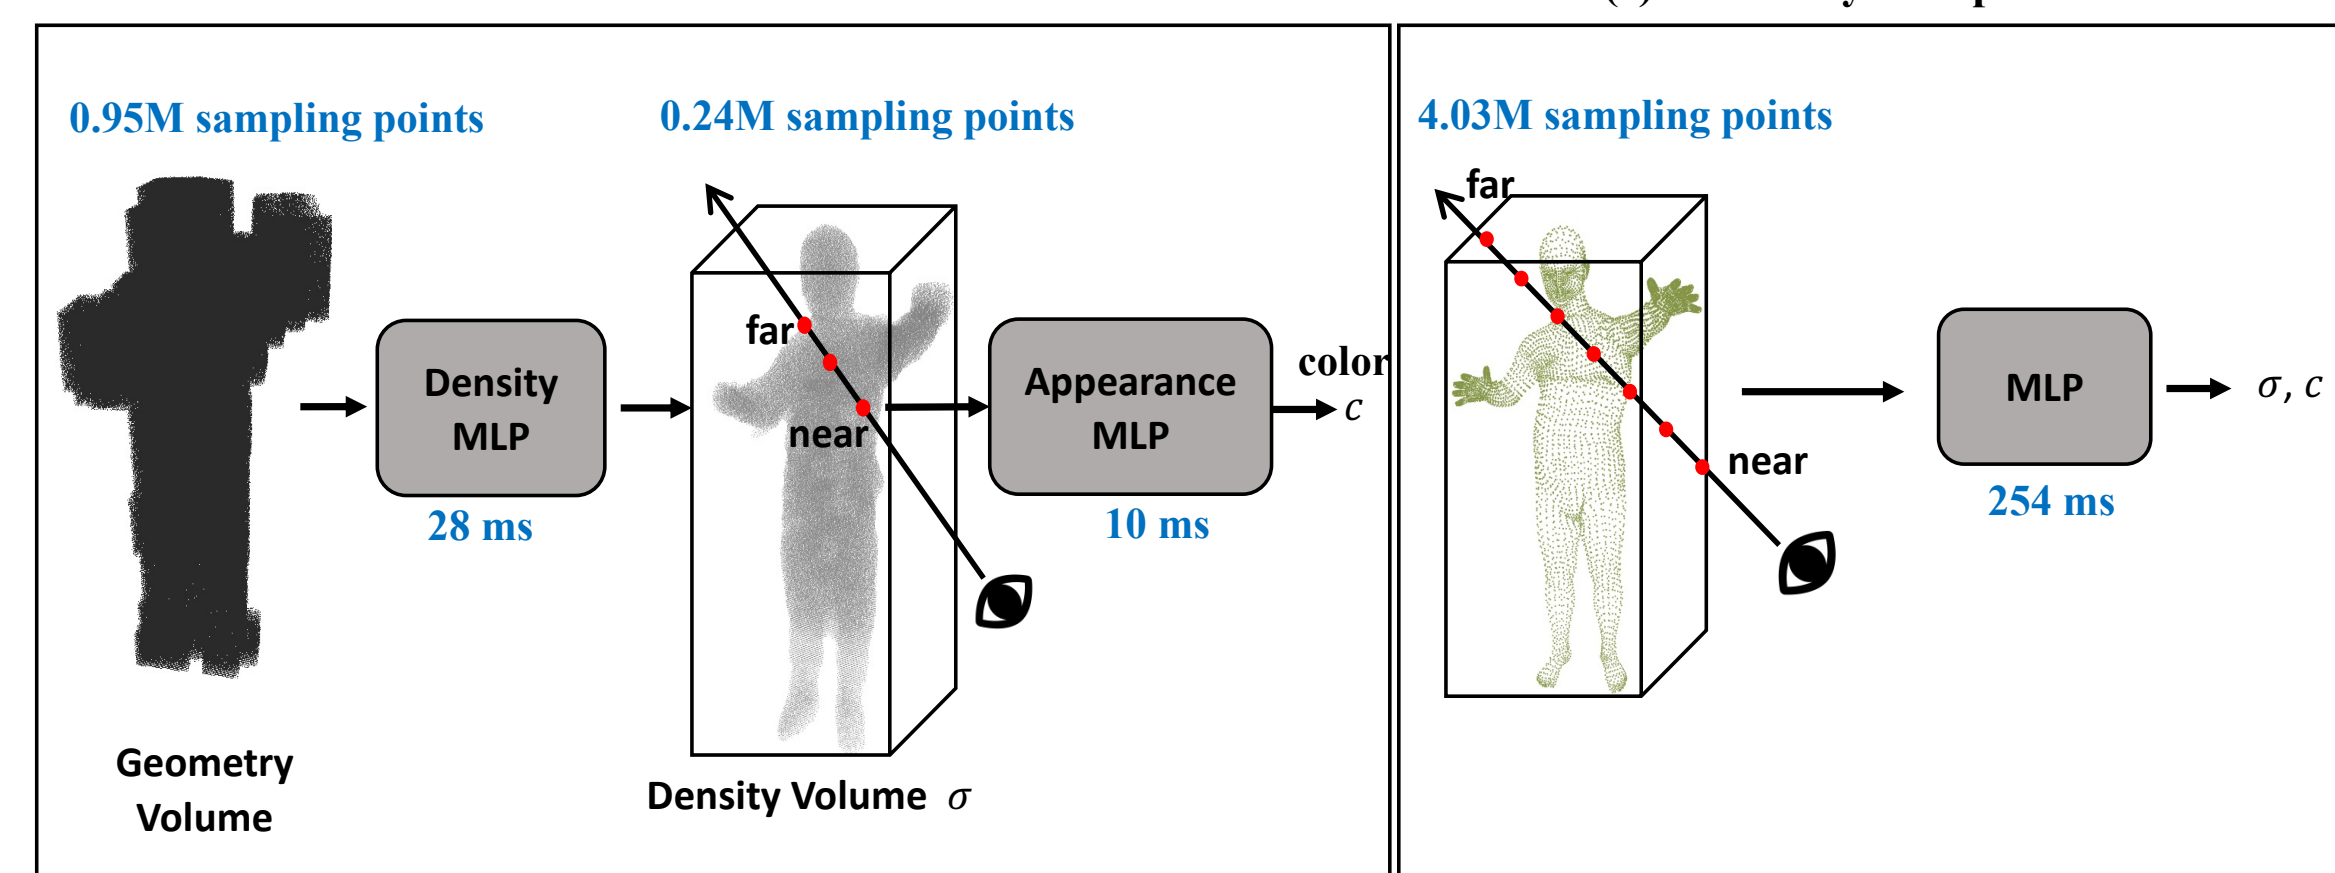 0.95M sampling points
0.24M sampling points
far
near
Density
MLP
28 ms
Appearance
MLP
10 ms
color
c
Geometry
Volume
Density Volume σ
4.03M sampling points
far
near
MLP
254 ms
σ, c